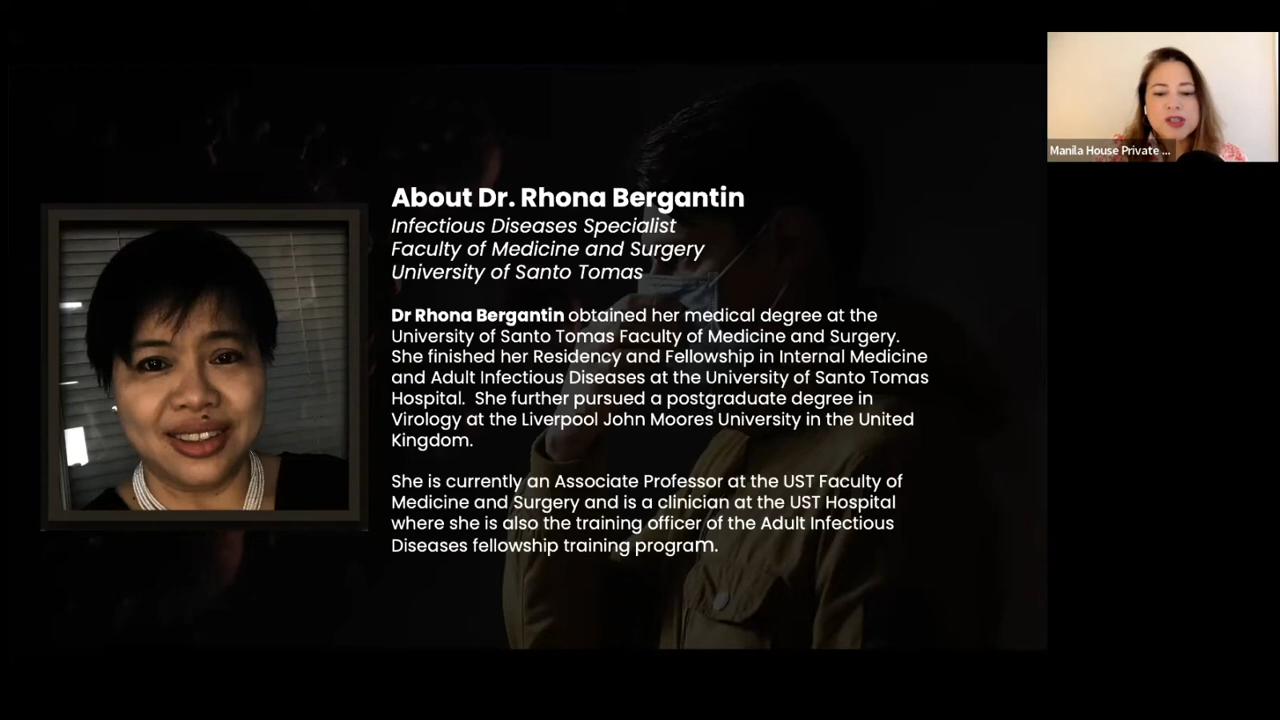 About Dr. Rhona Bergantin
Infectious Diseases Specialist
Faculty of Medicine and Surgery
University of Santo Tomas
Dr Rhona Bergantin obtained her medical degree at the
University of Santo Tomas Faculty of Medicine and Surgery.
She finished her Residency and Fellowship in Internal Medicine
and Adult Infectious Diseases at the University of Santo Tomas
Hospital. She further pursued a postgraduate degree in
Virology at the Liverpool John Moores University in the United
Kingdom.
She is currently an Associate Professor at the UST Faculty of
Medicine and Surgery and is a clinician at the UST Hospital
where she is also the training officer of the Adult Infectious
Diseases fellowship training program.
Manila House Private ...